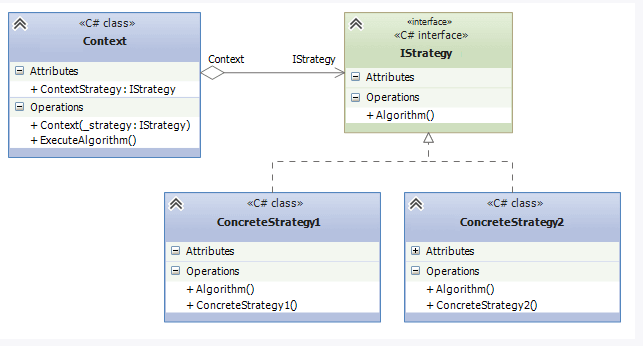 «C# class»
Context
Attributes
+ ContextStrategy : IStrategy
Operations
+ Context(_strategy : IStrategy)
+ ExecuteAlgorithm()
Context
IStrategy
«interface»
«C# interface»
IStrategy
Attributes
Operations
+ Algorithm()
«C# class»
ConcreteStrategy1
Attributes
Operations
+ Algorithm()
+ ConcreteStrategy1()
«C# class»
ConcreteStrategy2
Attributes
Operations
+ Algorithm()
+ ConcreteStrategy2()